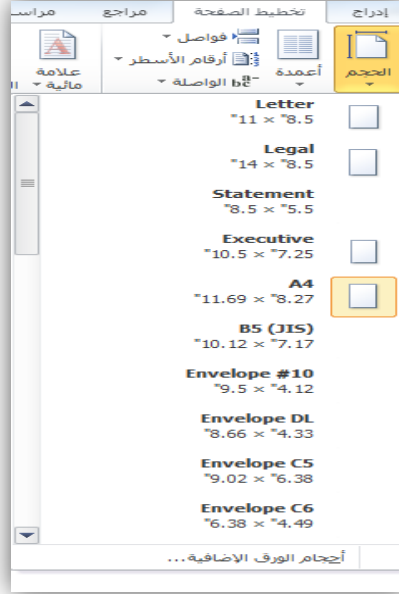 إدراج
تخطيط الصفحة
مراجع
مراسـ
الحجم
أعمدة
فواصل
أرقام الأسطر
الواصلة
علامة
مائية
Letter
8.5" × 11"
Legal
8.5" × 14"
Statement
5.5" × 8.5"
Executive
7.25" × 10.5"
A4
8.27" × 11.69"
B5 (JIS)
7.17" × 10.12"
Envelope #10
4.12" × 9.5"
Envelope DL
4.33" × 8.66"
Envelope C5
6.38" × 9.02"
Envelope C6
4.49" × 6.38"
أحجام الورق الإضافية...